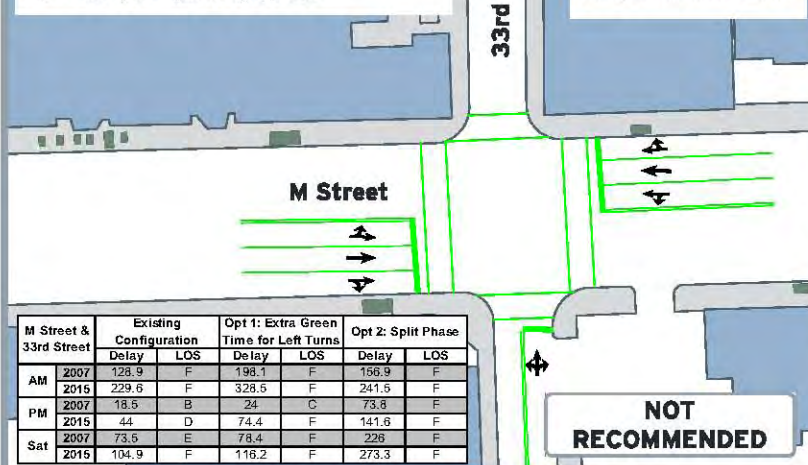 33rd
M Street
M Street & 33rd Street | Existing Configuration | Opt 1: Extra Green Time for Left Turns | Opt 2: Split Phase
Delay | LOS | Delay | LOS | Delay | LOS
AM | 2007 | 128.9 | F | 198.1 | F | 156.9 | F
2015 | 229.6 | F | 328.5 | F | 241.5 | F
PM | 2007 | 18.5 | B | 24 | C | 73.8 | F
2015 | 44 | D | 74.4 | F | 141.6 | F
Sat | 2007 | 73.5 | E | 78.4 | F | 226 | F
2015 | 104.9 | F | 116.2 | F | 273.3 | F
NOT
RECOMMENDED